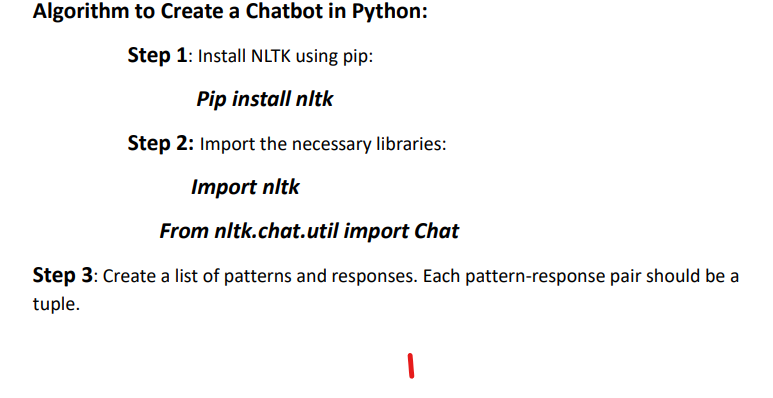 Algorithm to Create a Chatbot in Python:
Step 1: Install NLTK using pip:
Pip install nltk
Step 2: Import the necessary libraries:
Import nltk
From nltk.chat.util import Chat
Step 3: Create a list of patterns and responses. Each pattern-response pair should be a
tuple.